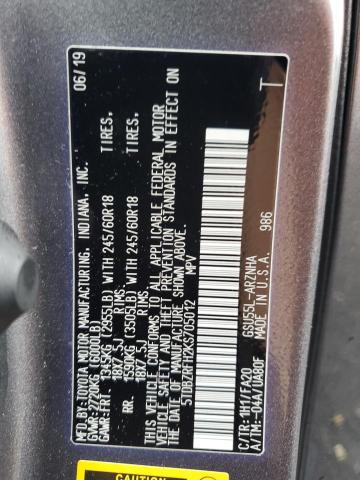 MFD.BY:TOYOTA MOTOR MANUFACTURING, INDIANA, INC. 06/19
GVWR:2720KG (6000LB)
GAWR:FRT. 1345KG (2955LB) WITH 245/60R18
18X7.5J RIMS,
RR. 1590KG (3505LB) WITH 245/60R18
18X7.5J RIMS,
THIS VEHICLE CONFORMS TO ALL APPLICABLE FEDERAL MOTOR
VEHICLE SAFETY AND THEFT PREVENTION STANDARDS IN EFFECT ON
THE DATE OF MANUFACTURE SHOWN ABOVE.
5TDBZRFH2KS705012 MPV
T
C/TR:1H1/FA20 GSU55L-ARZNHA
A/TM:-04A/UA80F MADE IN U.S.A. 986
CAUTION